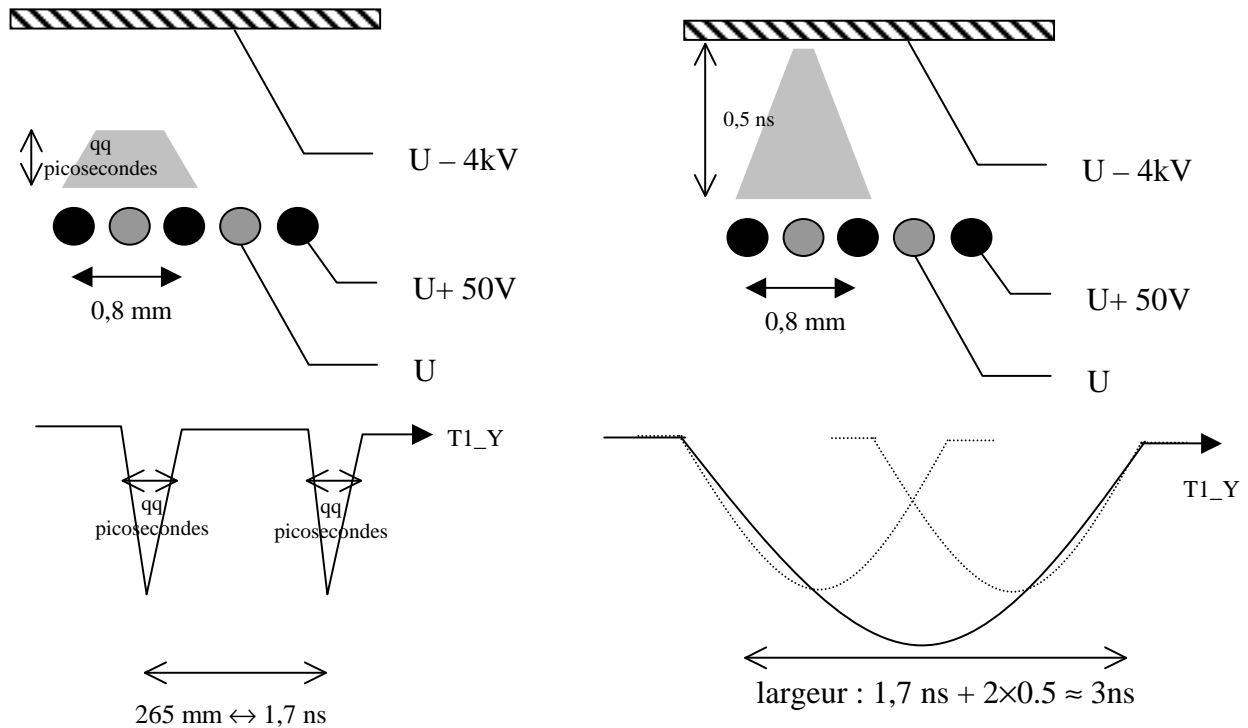 qq
picosecondes
U – 4kV
0,8 mm
U+ 50V
U
T1_Y
qq
picosecondes
qq
picosecondes
265 mm ↔ 1,7 ns
0,5 ns
U – 4kV
0,8 mm
U+ 50V
U
T1_Y
largeur : 1,7 ns + 2×0.5 ≈ 3ns